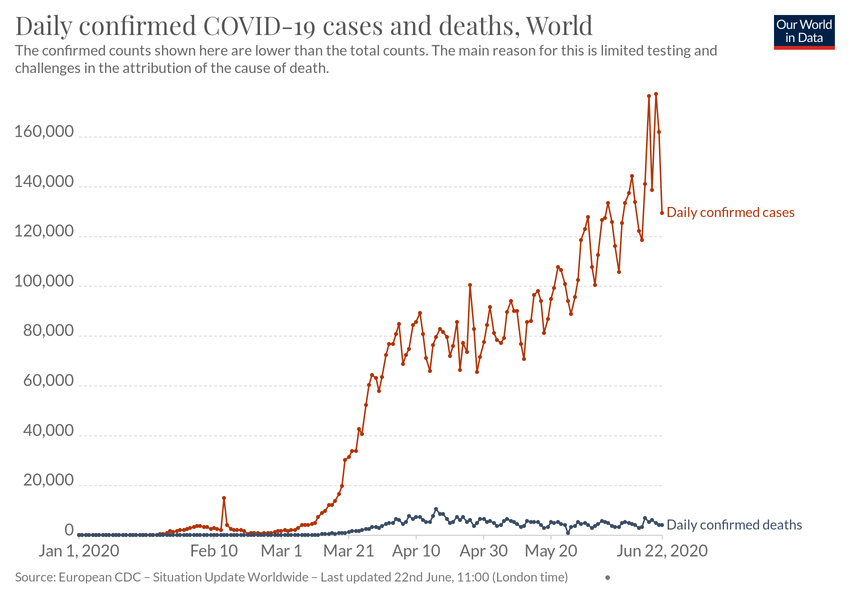 Daily confirmed COVID-19 cases and deaths, World
Our World
in Data
The confirmed counts shown here are lower than the total counts. The main reason for this is limited testing and
challenges in the attribution of the cause of death.
160,000
140,000
120,000
100,000
80,000
60,000
40,000
20,000
0
Daily confirmed cases
Daily confirmed deaths
Jan 1, 2020
Feb 10
Mar 1
Mar 21
Apr 10
Apr 30
May 20
Jun 22, 2020
Source: European CDC – Situation Update Worldwide – Last updated 22nd June, 11:00 (London time)